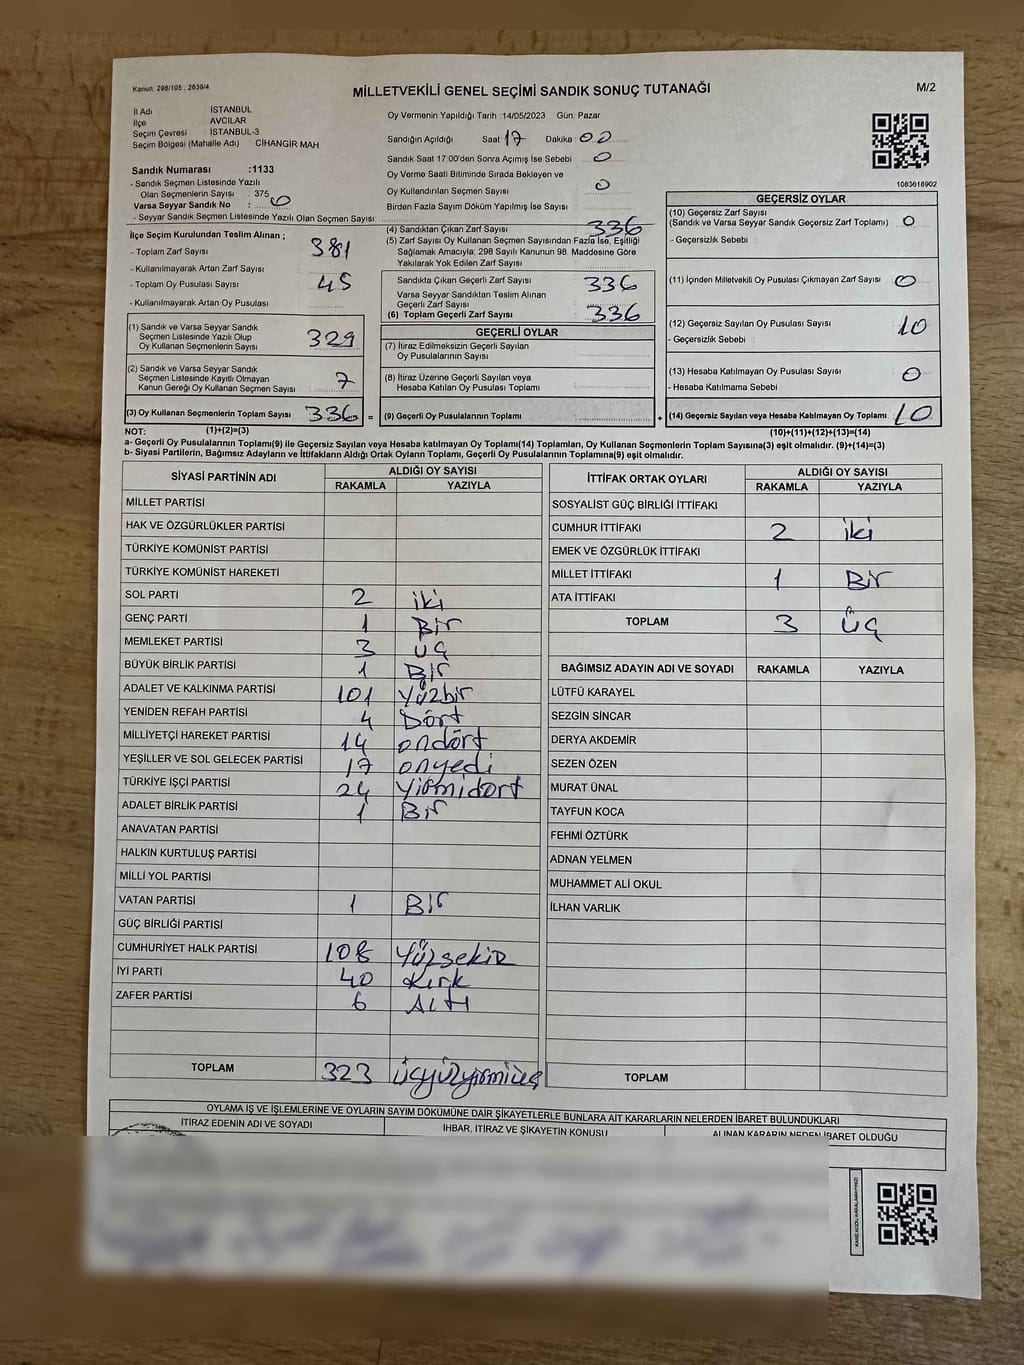 Kanun. 298/105 , 2839/4
MİLLETVEKİLİ GENEL SEÇİMİ SANDIK SONUÇ TUTANAĞI
M/2
İl Adı İSTANBUL
İlçe AVCILAR
Seçim Çevresi İSTANBUL-3
Seçim Bölgesi (Mahalle Adı) CİHANGİR MAH
Sandık Numarası :1133
- Sandık Seçmen Listesinde Yazılı
Olan Seçmenlerin Sayısı : 375
Varsa Seyyar Sandık No : 0
- Seyyar Sandık Seçmen Listesinde Yazılı Olan Seçmen Sayısı:
Oy Vermenin Yapıldığı Tarih :14/05/2023 Gün: Pazar
Sandığın Açıldığı Saat 17 Dakika 00
Sandık Saat 17:00'den Sonra Açımış İse Sebebi 0
Oy Verme Saati Bitiminde Sırada Bekleyen ve
Oy Kullandırılan Seçmen Sayısı 0
Birden Fazla Sayım Döküm Yapılmış İse Sayısı :
1083616902
İlçe Seçim Kurulundan Teslim Alınan ;
- Toplam Zarf Sayısı 381
- Kullanılmayarak Artan Zarf Sayısı 45
- Toplam Oy Pusulası Sayısı
- Kullanılmayarak Artan Oy Pusulası
(1) Sandık ve Varsa Seyyar Sandık
Seçmen Listesinde Yazılı Olup
Oy Kullanan Seçmenlerin Sayısı 329
(2) Sandık ve Varsa Seyyar Sandık
Seçmen Listesinde Kayıtlı Olmayan
Kanun Gereği Oy Kullanan Seçmen Sayısı 7
(3) Oy Kullanan Seçmenlerin Toplam Sayısı 336 =
(4) Sandıktan Çıkan Zarf Sayısı 336
(5) Zarf Sayısı Oy Kullanan Seçmen Sayısından Fazla İse, Eşitliği
Sağlamak Amacıyla; 298 Sayılı Kanunun 98. Maddesine Göre
Yakılarak Yok Edilen Zarf Sayısı
Sandıkta Çıkan Geçerli Zarf Sayısı 336
Varsa Seyyar Sandıktan Teslim Alınan
Geçerli Zarf Sayısı
(6) Toplam Geçerli Zarf Sayısı 336
GEÇERLİ OYLAR
(7) İtiraz Edilmeksizin Geçerli Sayılan
Oy Pusulalarının Sayısı
(8) İtiraz Üzerine Geçerli Sayılan veya
Hesaba Katılan Oy Pusulası Toplamı
(9) Geçerli Oy Pusulalarının Toplamı +
GEÇERSİZ OYLAR
(10) Geçersiz Zarf Sayısı
(Sandık ve Varsa Seyyar Sandık Geçersiz Zarf Toplamı) 0
- Geçersizlik Sebebi :
(11) İçinden Milletvekili Oy Pusulası Çıkmayan Zarf Sayısı 0
(12) Geçersiz Sayılan Oy Pusulası Sayısı 10
- Geçersizlik Sebebi :
(13) Hesaba Katılmayan Oy Pusulası Sayısı 0
- Hesaba Katılmama Sebebi
(14) Geçersiz Sayılan veya Hesaba Katılmayan Oy Toplamı 10
NOT: (1)+(2)=(3)
(10)+(11)+(12)+(13)=(14)
a- Geçerli Oy Pusulalarının Toplamı(9) ile Geçersiz Sayılan veya Hesaba katılmayan Oy Toplamı(14) Toplamları, Oy Kullanan Seçmenlerin Toplam Sayısına(3) eşit olmalıdır. (9)+(14)=(3)
b- Siyasi Partilerin, Bağımsız Adayların ve İttifakların Aldığı Ortak Oyların Toplamı, Geçerli Oy Pusulalarının Toplamına(9) eşit olmalıdır.
SİYASİ PARTİNİN ADI
ALDIĞI OY SAYISI
RAKAMLA YAZIYLA
MİLLET PARTİSİ
HAK VE ÖZGÜRLÜKLER PARTİSİ
TÜRKİYE KOMÜNİST PARTİSİ
TÜRKİYE KOMÜNİST HAREKETİ
SOL PARTİ 2 iki
GENÇ PARTİ 1 Bir
MEMLEKET PARTİSİ 3 üç
BÜYÜK BİRLİK PARTİSİ 1 Bir
ADALET VE KALKINMA PARTİSİ 101 Yüzbir
YENİDEN REFAH PARTİSİ 4 Dört
MİLLİYETÇİ HAREKET PARTİSİ 14 ondört
YEŞİLLER VE SOL GELECEK PARTİSİ 17 onyedi
TÜRKİYE İŞÇİ PARTİSİ 24 Yirmidört
ADALET BİRLİK PARTİSİ 1 Bir
ANAVATAN PARTİSİ
HALKIN KURTULUŞ PARTİSİ
MİLLİ YOL PARTİSİ
VATAN PARTİSİ 1 Bir
GÜÇ BİRLİĞİ PARTİSİ
CUMHURİYET HALK PARTİSİ 108 Yüzsekiz
İYİ PARTİ 40 Kırk
ZAFER PARTİSİ 6 Altı
TOPLAM 323 üçyüzyirmiüç
İTTİFAK ORTAK OYLARI
ALDIĞI OY SAYISI
RAKAMLA YAZIYLA
SOSYALİST GÜÇ BİRLİĞİ İTTİFAKI
CUMHUR İTTİFAKI 2 iki
EMEK VE ÖZGÜRLÜK İTTİFAKI
MİLLET İTTİFAKI 1 Bir
ATA İTTİFAKI
TOPLAM 3 üç
BAĞIMSIZ ADAYIN ADI VE SOYADI RAKAMLA YAZIYLA
LÜTFÜ KARAYEL
SEZGİN SİNCAR
DERYA AKDEMİR
SEZEN ÖZEN
MURAT ÜNAL
TAYFUN KOCA
FEHMİ ÖZTÜRK
ADNAN YELMEN
MUHAMMET ALİ OKUL
İLHAN VARLIK
TOPLAM
OYLAMA İŞ VE İŞLEMLERİNE VE OYLARIN SAYIM DÖKÜMÜNE DAİR ŞİKAYETLERLE BUNLARA AİT KARARLARIN NELERDEN İBARET BULUNDUKLARI
İTİRAZ EDENİN ADI VE SOYADI
İHBAR, İTİRAZ VE ŞİKAYETİN KONUSU
ALINAN KARARIN NEDEN İBARET OLDUĞU